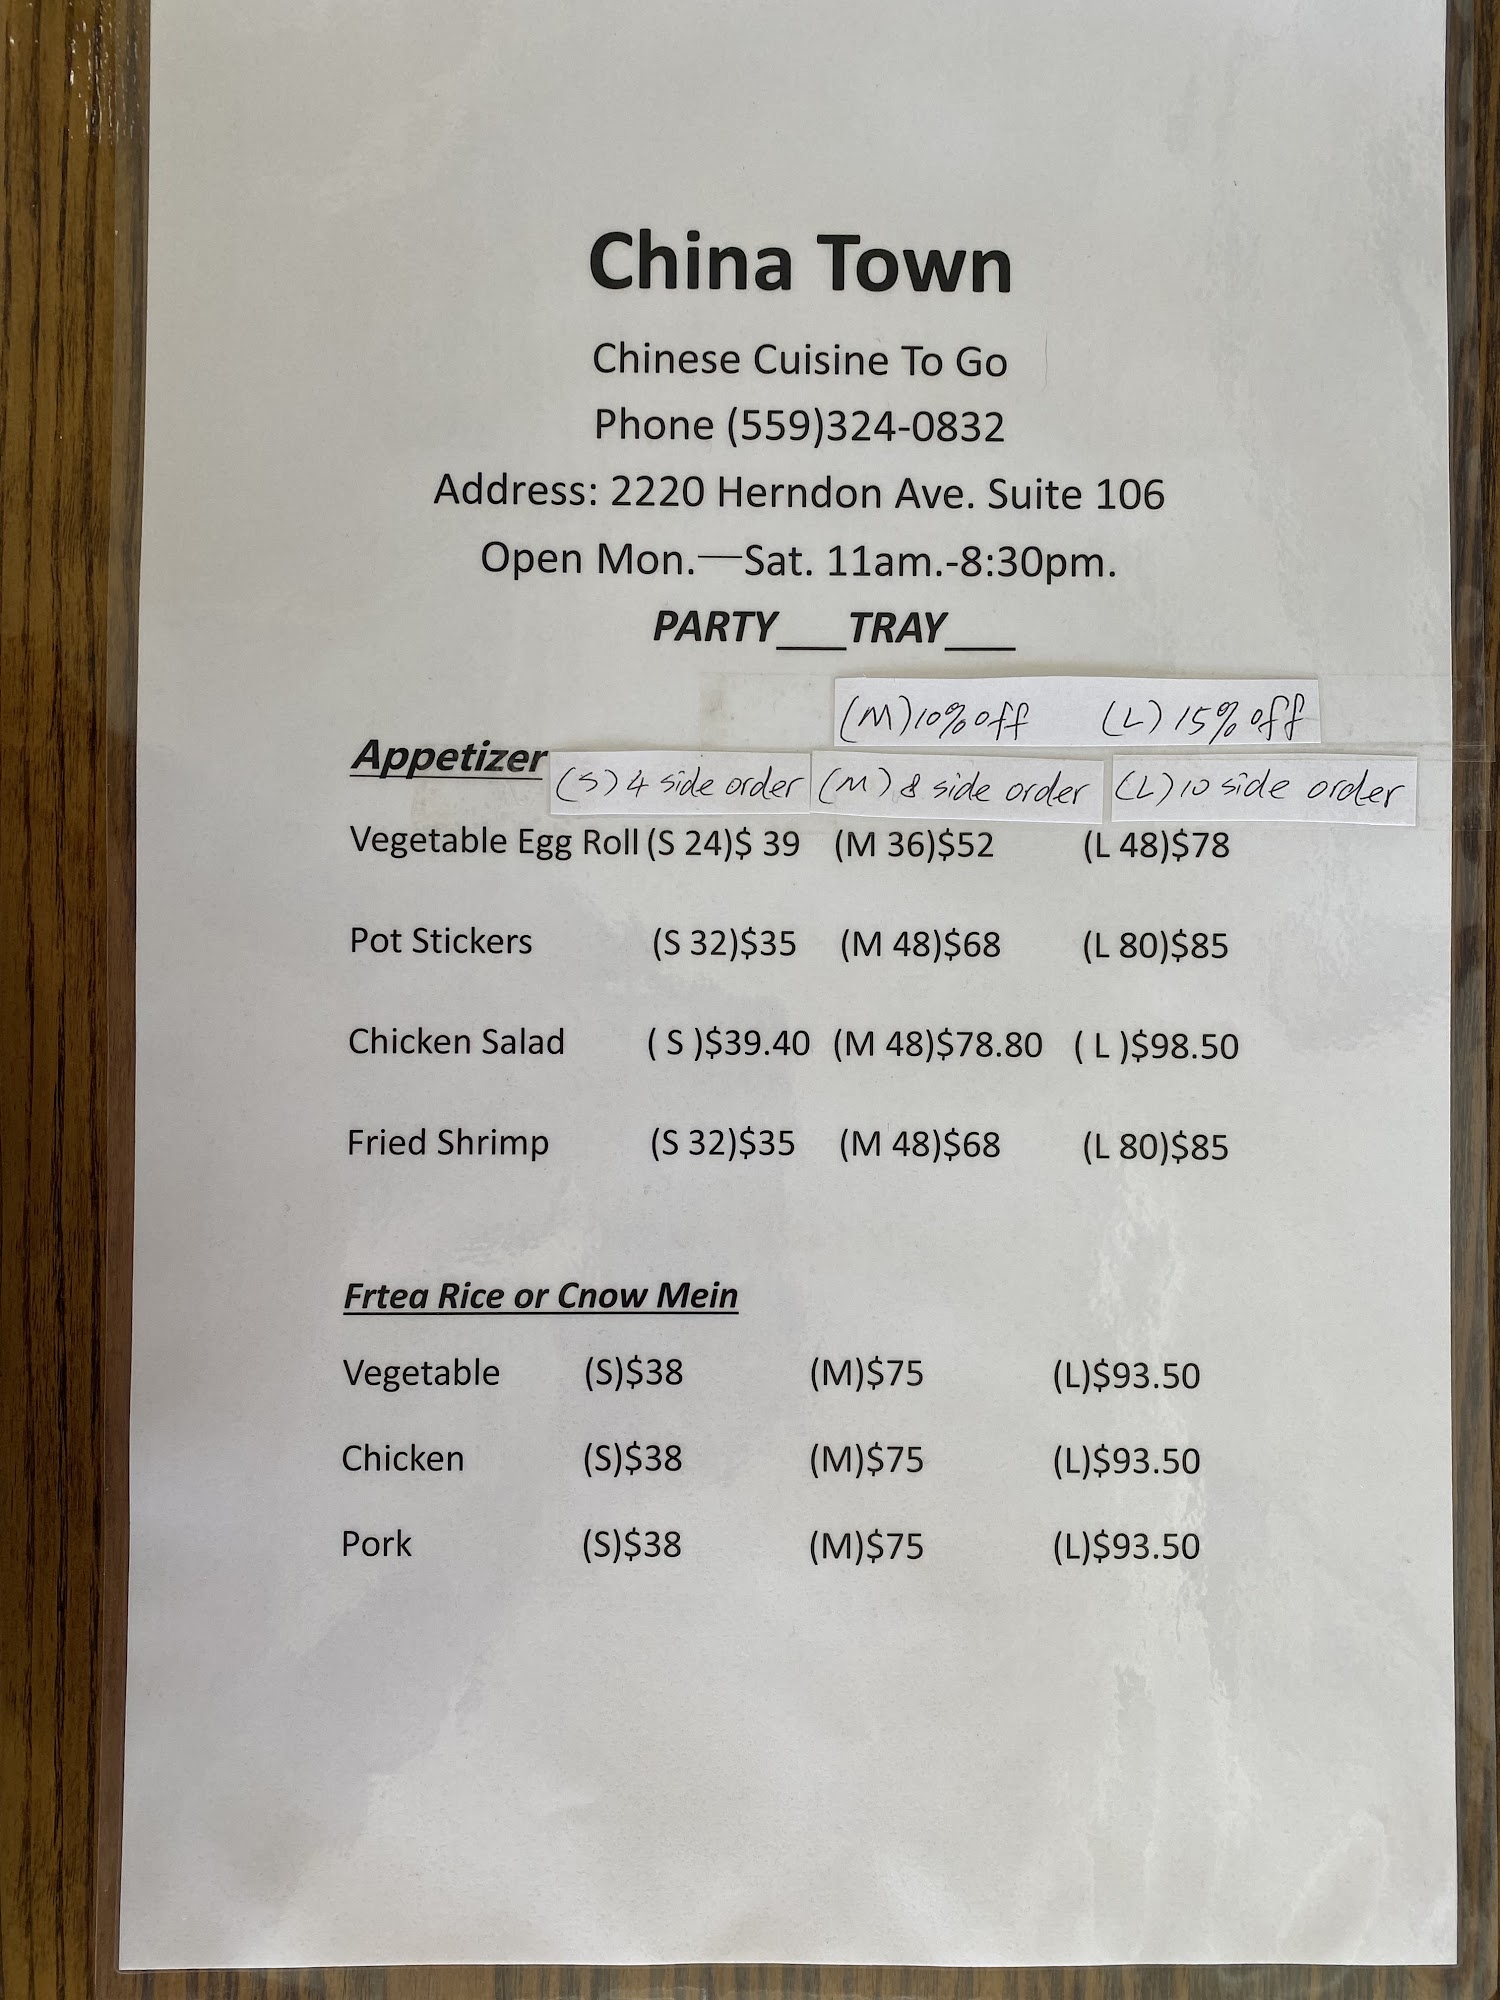 China Town
Chinese Cuisine To Go
Phone (559)324-0832
Address: 2220 Herndon Ave. Suite 106
Open Mon.—Sat. 11am.-8:30pm.
PARTY___TRAY___
(M)10% off (L) 15% off
Appetizer (S) 4 side order (M) 8 side order (L) 10 side order
Vegetable Egg Roll (S 24)$ 39 (M 36)$52 (L 48)$78
Pot Stickers (S 32)$35 (M 48)$68 (L 80)$85
Chicken Salad ( S )$39.40 (M 48)$78.80 ( L )$98.50
Fried Shrimp (S 32)$35 (M 48)$68 (L 80)$85
Frtea Rice or Cnow Mein
Vegetable (S)$38 (M)$75 (L)$93.50
Chicken (S)$38 (M)$75 (L)$93.50
Pork (S)$38 (M)$75 (L)$93.50